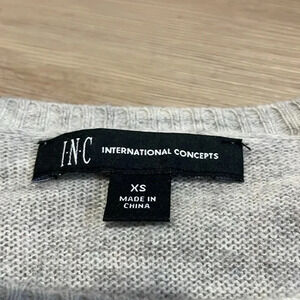 I·N·C INTERNATIONAL CONCEPTS
XS
MADE IN
CHINA